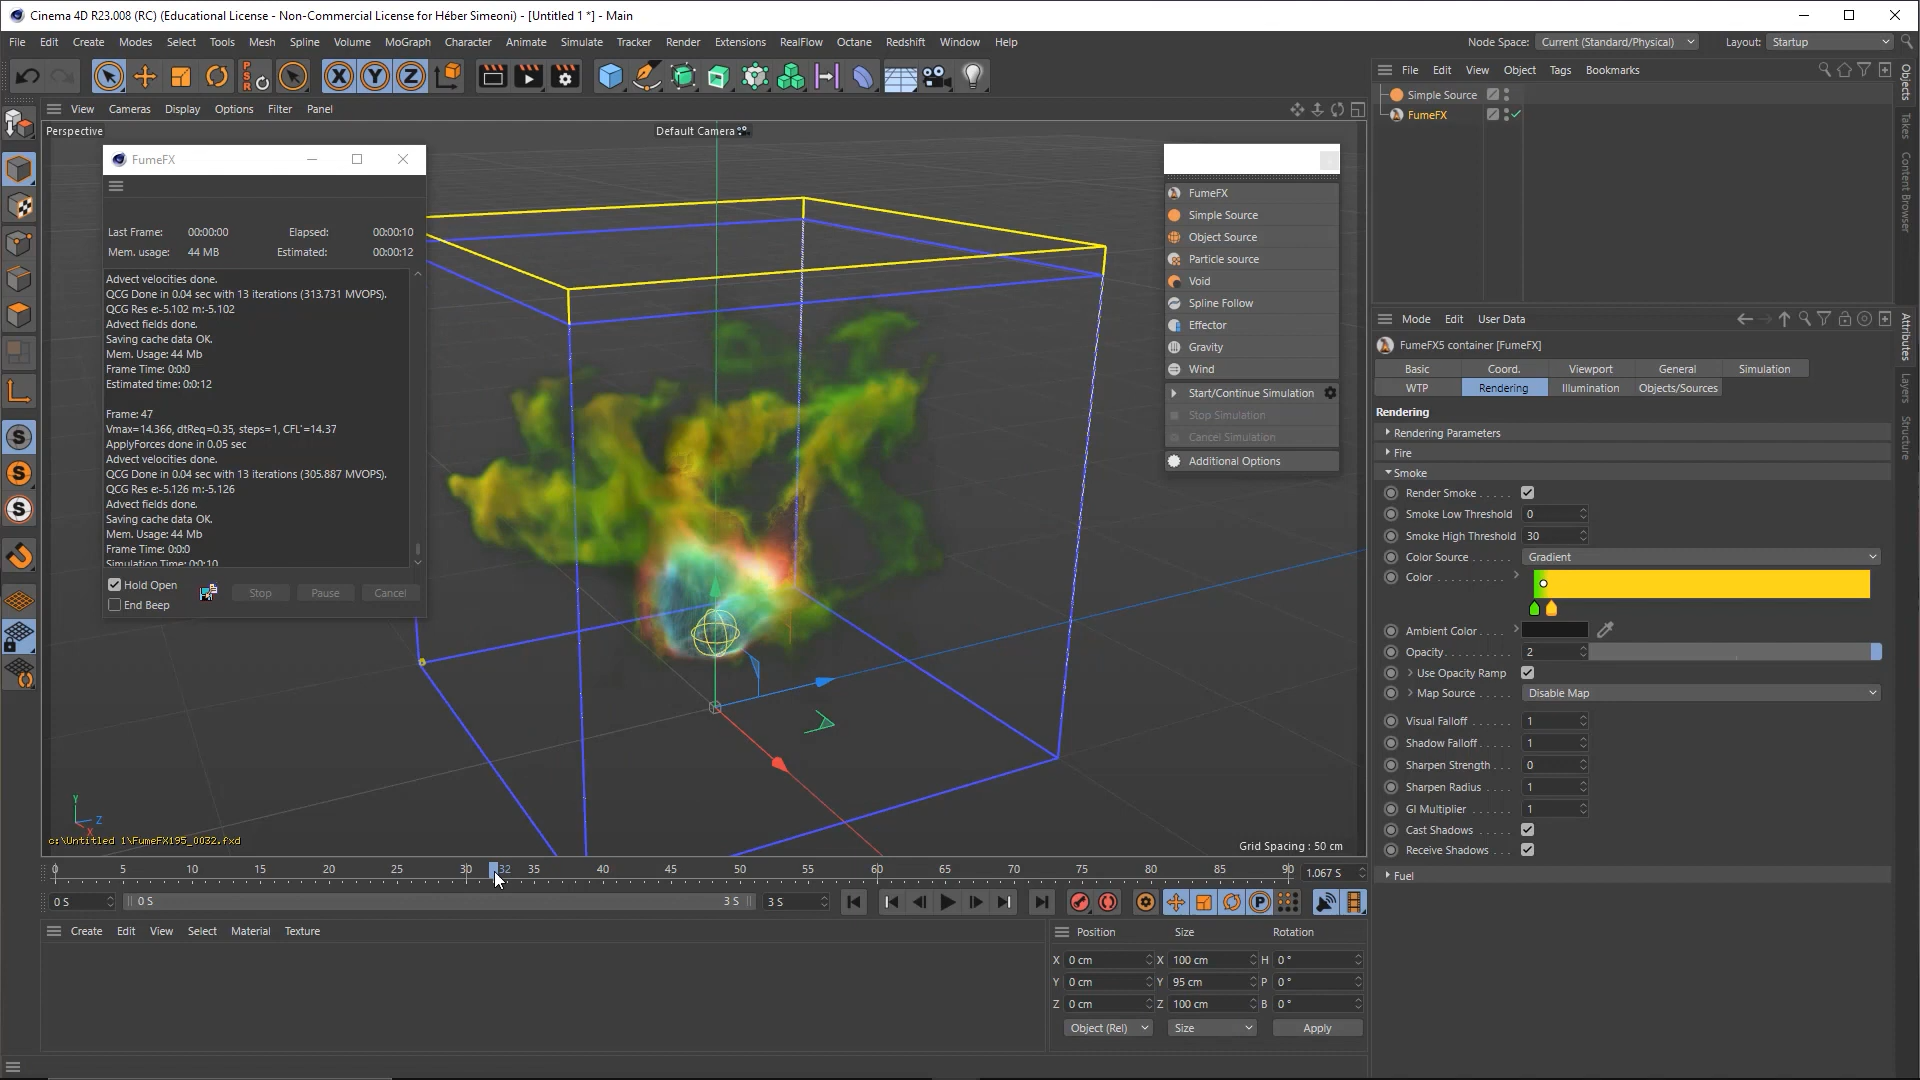 Cinema 4D R23.008 (RC) (Educational License - Non-Commercial License for Héber Simeoni) - [Untitled 1 *] - Main
File Edit Create Modes Select Tools Mesh Spline Volume MoGraph Character Animate Simulate Tracker Render Extensions RealFlow Octane Redshift Window Help
Node Space: Current (Standard/Physical) Layout: Startup
PSR X Y Z
View Cameras Display Options Filter Panel
Perspective
Default Camera
FumeFX
Last Frame: 00:00:00 Elapsed: 00:00:10
Mem. usage: 44 MB Estimated: 00:00:12
Advect velocities done.
QCG Done in 0.04 sec with 13 iterations (313.731 MVOPS).
QCG Res e:-5.102 m:-5.102
Advect fields done.
Saving cache data OK.
Mem. Usage: 44 Mb
Frame Time: 0:0:0
Estimated time: 0:0:12
Frame: 47
Vmax=14.366, dtReq=0.35, steps=1, CFL'=14.37
ApplyForces done in 0.05 sec
Advect velocities done.
QCG Done in 0.04 sec with 13 iterations (305.887 MVOPS).
QCG Res e:-5.126 m:-5.126
Advect fields done.
Saving cache data OK.
Mem. Usage: 44 Mb
Frame Time: 0:0:0
Simulation Time: 0:0:10
Hold Open
End Beep
Stop Pause Cancel
FumeFX
Simple Source
Object Source
Particle source
Void
Spline Follow
Effector
Gravity
Wind
Start/Continue Simulation
Stop Simulation
Cancel Simulation
Additional Options
Y Z X
c:\Untitled 1\FumeFX195_0032.fxd
Grid Spacing : 50 cm
0 5 10 15 20 25 30 32 35 40 45 50 55 60 65 70 75 80 85 90 1.067 S
0 S 0 S 3 S 3 S
P
Create Edit View Select Material Texture
Position Size Rotation
X 0 cm X 100 cm H 0 °
Y 0 cm Y 95 cm P 0 °
Z 0 cm Z 100 cm B 0 °
Object (Rel) Size Apply
File Edit View Object Tags Bookmarks
Simple Source
FumeFX
Objects
Takes
Content Browser
Mode Edit User Data
FumeFX5 container [FumeFX]
Basic Coord. Viewport General Simulation
WTP Rendering Illumination Objects/Sources
Rendering
Rendering Parameters
Fire
Smoke
Render Smoke . . . . .
Smoke Low Threshold 0
Smoke High Threshold 30
Color Source . . . . . Gradient
Color . . . .
Ambient Color . . . .
Opacity . . . . . . . . . 2
Use Opacity Ramp
Map Source . . . . . Disable Map
Visual Falloff . . . . 1
Shadow Falloff . . . . 1
Sharpen Strength . . . 0
Sharpen Radius . . . . 1
GI Multiplier . . . . 1
Cast Shadows . . . .
Receive Shadows . . .
Fuel
Attributes
Layers
Structure